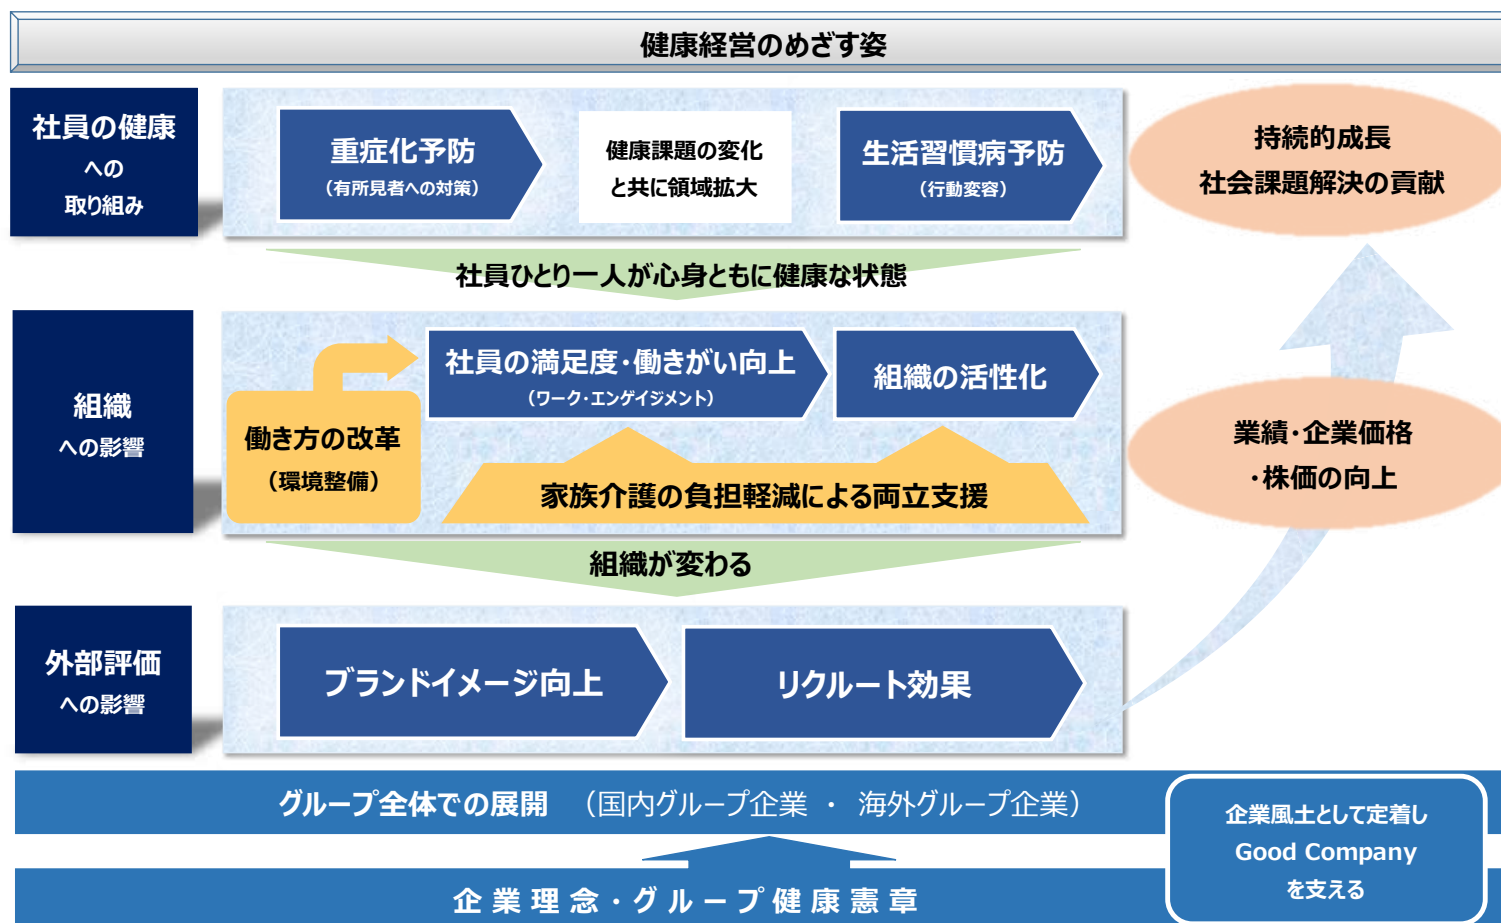 健康経営のめざす姿
社員の健康
への
取り組み
重症化予防
(有所見者への対策)
健康課題の変化
と共に領域拡大
生活習慣病予防
(行動変容)
持続的成長
社会課題解決の貢献
社員ひとり一人が心身ともに健康な状態
組織
への影響
働き方の改革
(環境整備)
社員の満足度・働きがい向上
(ワーク・エンゲイジメント)
組織の活性化
家族介護の負担軽減による両立支援
業績・企業価格
・株価の向上
組織が変わる
外部評価
への影響
ブランドイメージ向上
リクルート効果
グループ全体での展開 (国内グループ企業 ・ 海外グループ企業)
企業風土として定着し
Good Company
を支える
企業理念・グループ健康憲章